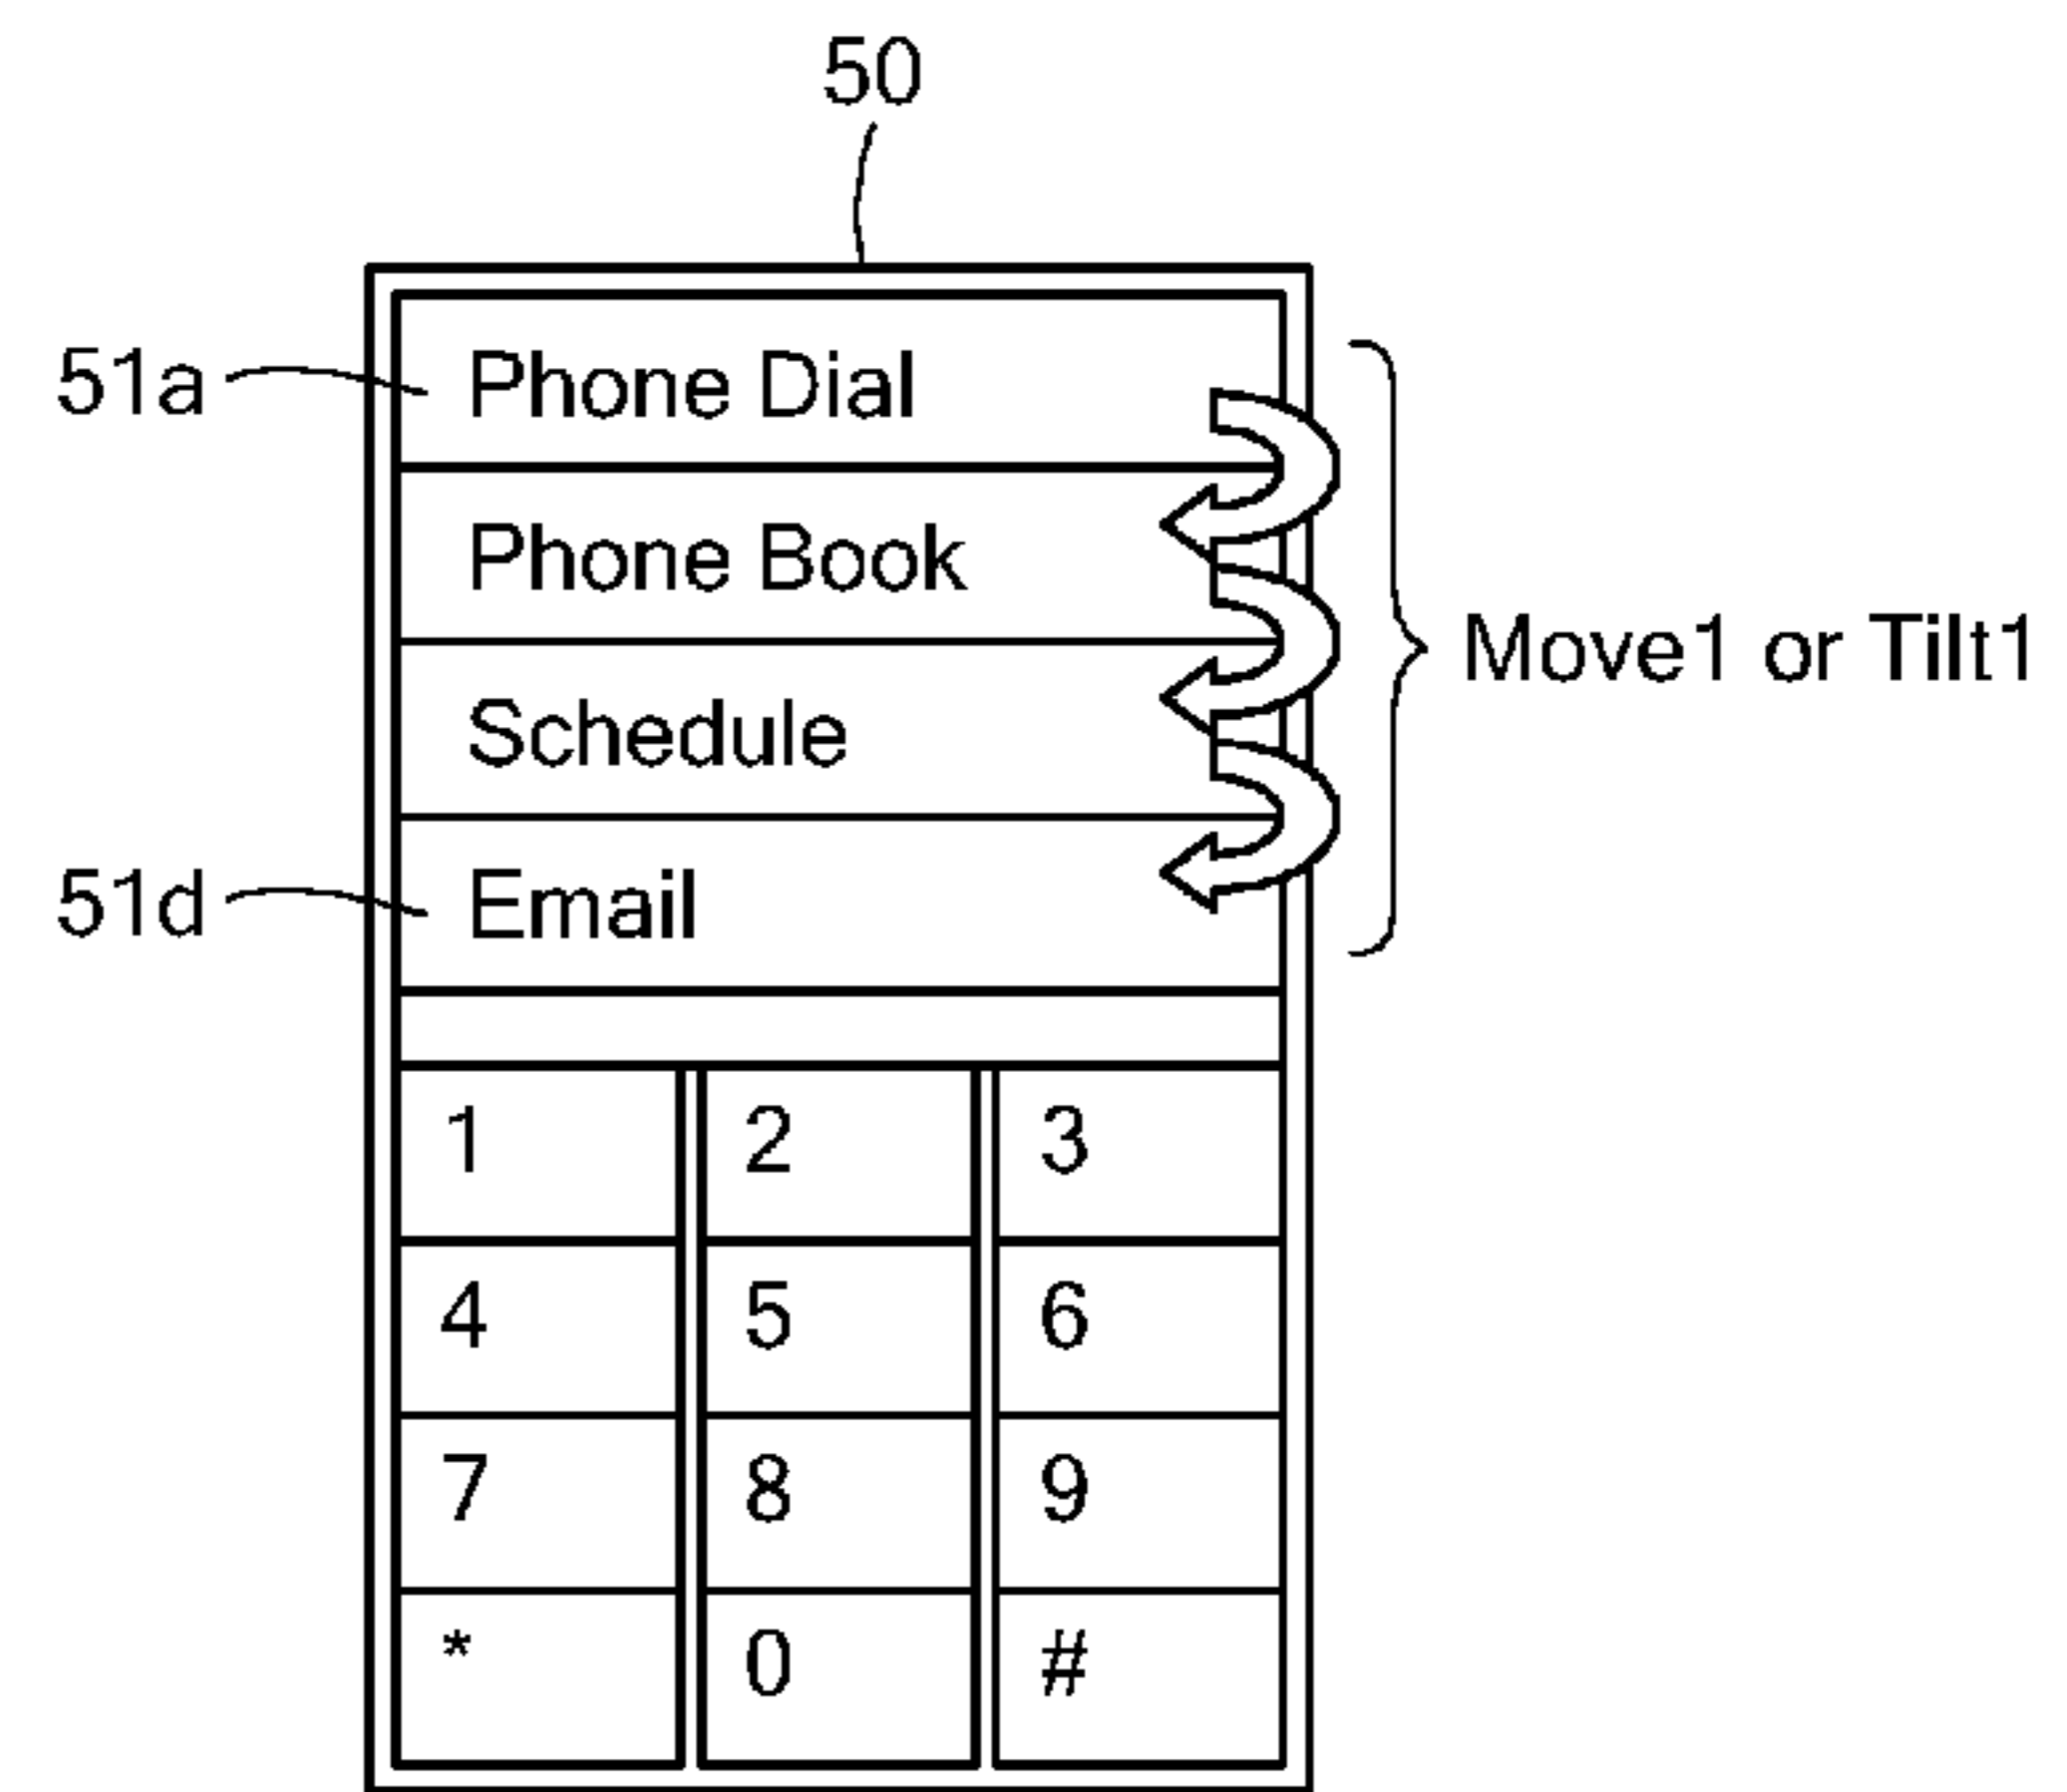 50
51a
Phone Dial
Phone Book
Move1 or Tilt1
Schedule
51d
Email
1 2 3
4 5 6
7 8 9
* 0 #